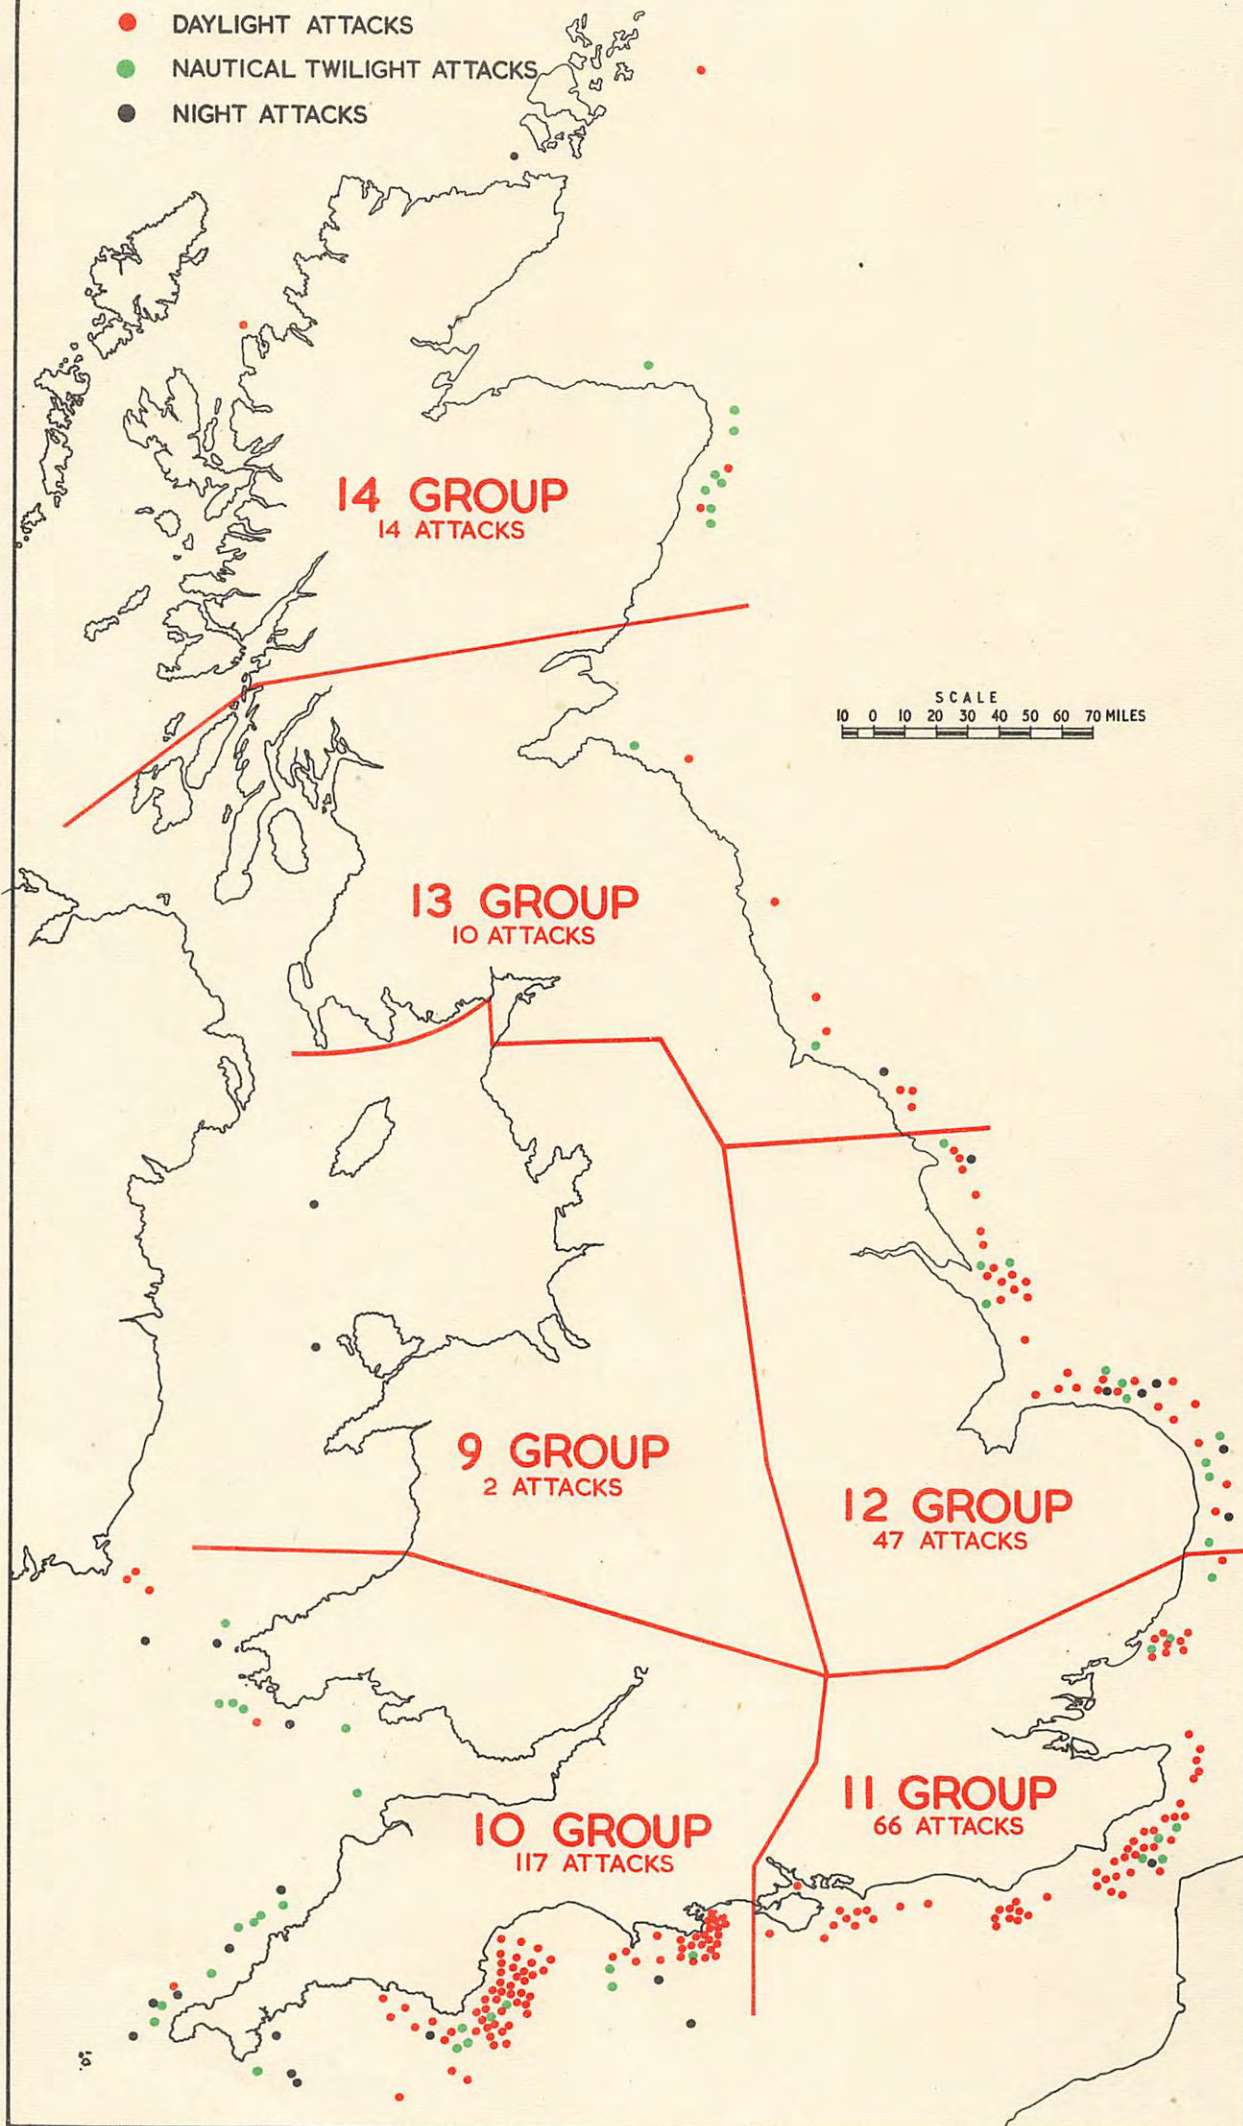 DAYLIGHT ATTACKS
NAUTICAL TWILIGHT ATTACKS
NIGHT ATTACKS
14 GROUP
14 ATTACKS
SCALE
10 0 10 20 30 40 50 60 70 MILES
13 GROUP
10 ATTACKS
9 GROUP
2 ATTACKS
12 GROUP
47 ATTACKS
11 GROUP
66 ATTACKS
10 GROUP
117 ATTACKS